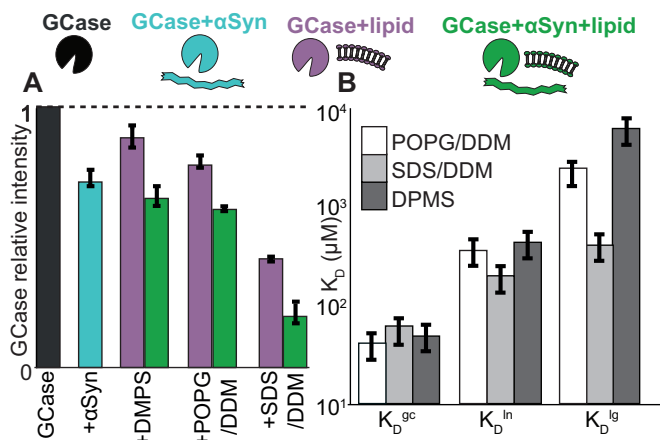 GCase
GCase+αSyn
GCase+lipid
GCase+αSyn+lipid
A
GCase relative intensity
1
0
GCase
+αSyn
+DMPS
+POPG
/DDM
+SDS
/DDM
B
K_D (µM)
10⁴
10³
10²
10¹
POPG/DDM
SDS/DDM
DPMS
K_D^gc
K_D^ln
K_D^lg